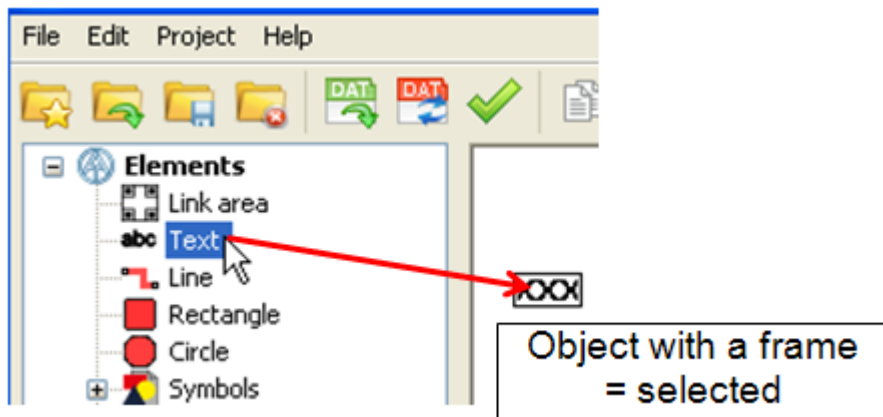 File Edit Project Help
DAT DAT
Elements
Link area
abc Text
Line
Rectangle
Circle
Symbols
XXX
Object with a frame
= selected